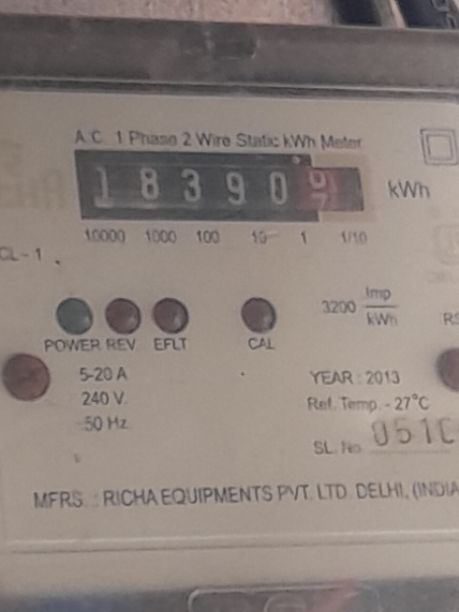 A.C. 1 Phase 2 Wire Static kWh Meter
18390 kWh
10000 1000 100 10 1 1/10
CL-1
3200 Imp/kWh
POWER REV EFLT CAL
5-20 A
240 V.
50 Hz.
YEAR : 2013
Ref. Temp. - 27°C
SL. No. 051
MFRS. : RICHA EQUIPMENTS PVT. LTD. DELHI, (INDIA